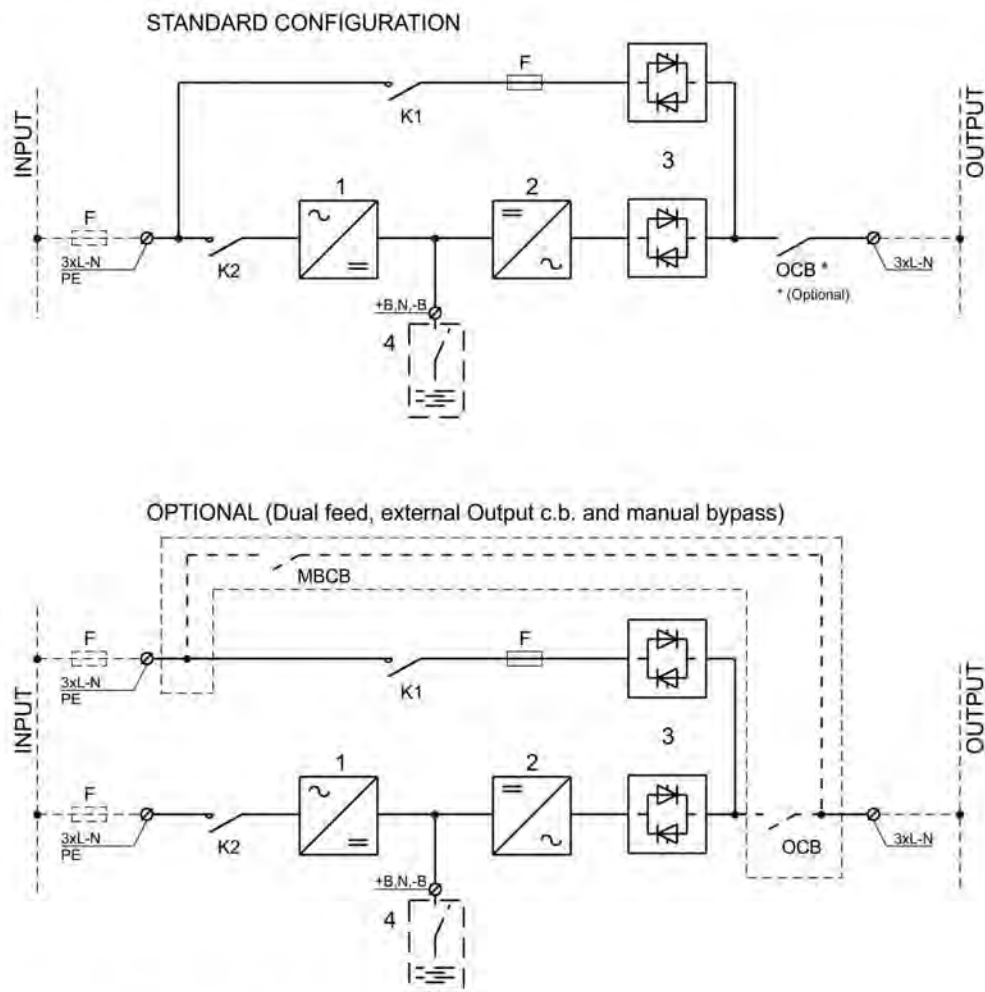 STANDARD CONFIGURATION
F
K1
INPUT
OUTPUT
3
1
2
F
3xL-N
PE
K2
OCB *
* (Optional)
3xL-N
+B,N,-B
4
OPTIONAL (Dual feed, external Output c.b. and manual bypass)
MBCB
F
F
3xL-N
PE
K1
INPUT
OUTPUT
3
1
2
F
3xL-N
PE
K2
OCB
3xL-N
+B,N,-B
4